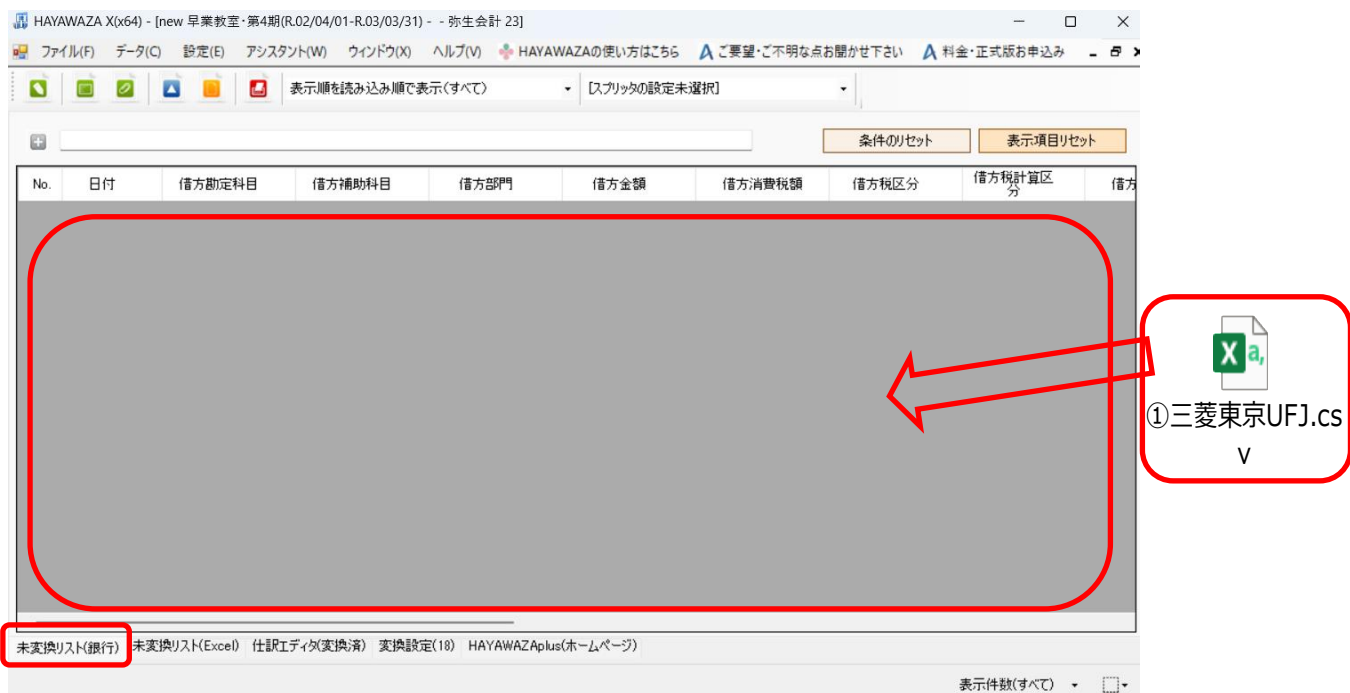 HAYAWAZA X(x64) - [new 早業教室・第4期(R.02/04/01-R.03/03/31) - - 弥生会計 23]
ファイル(F) データ(C) 設定(E) アシスタント(W) ウィンドウ(X) ヘルプ(V) HAYAWAZAの使い方はこちら ご要望・ご不明な点お聞かせ下さい 料金・正式版お申込み
表示順を読み込み順で表示(すべて) [スプリッタの設定未選択]
条件のリセット 表示項目リセット
No. 日付 借方勘定科目 借方補助科目 借方部門 借方金額 借方消費税額 借方税区分 借方税計算区
分 借方
X a,
①三菱東京UFJ.cs
v
未変換リスト(銀行) 未変換リスト(Excel) 仕訳エディタ(変換済) 変換設定(18) HAYAWAZAplus(ホームページ)
表示件数(すべて)